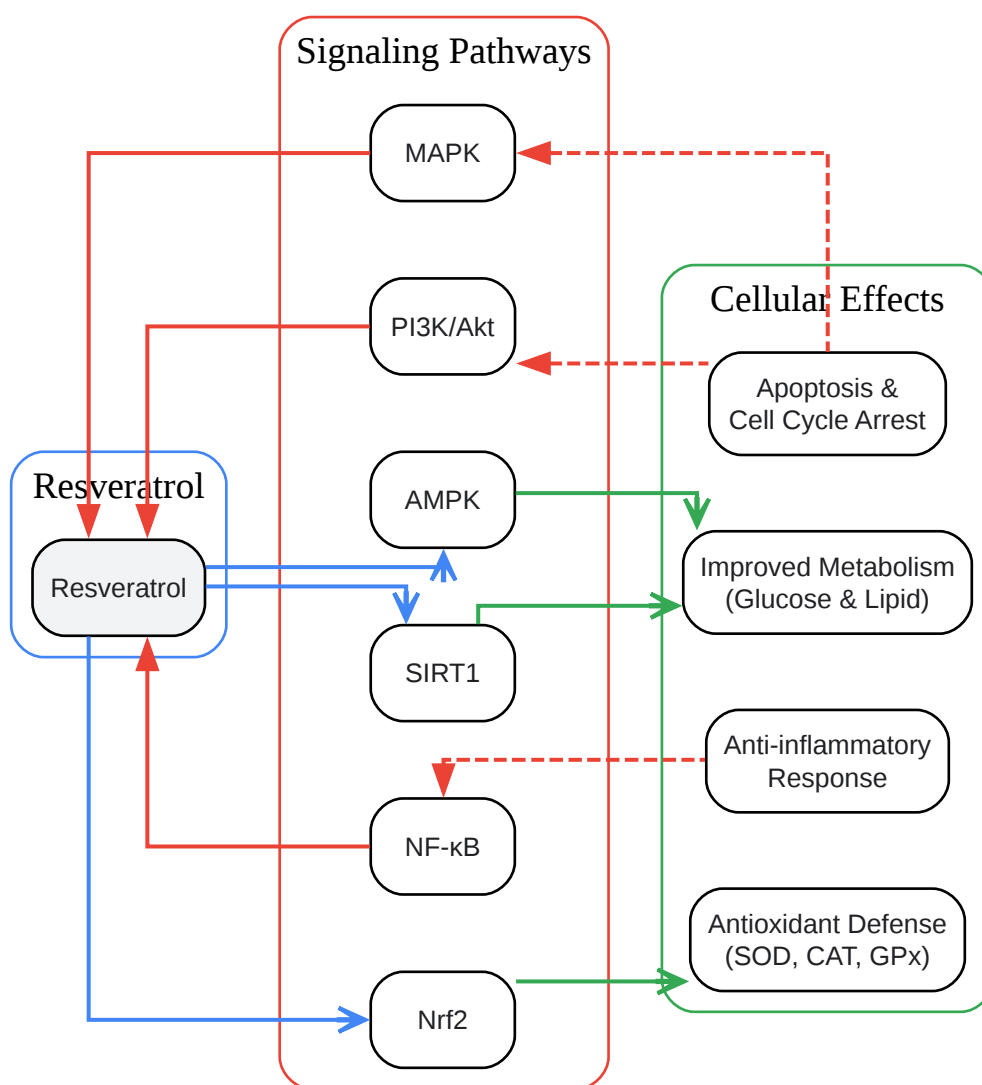 Signaling Pathways
MAPK
PI3K/Akt
AMPK
SIRT1
NF-κB
Nrf2
Resveratrol
Resveratrol
Cellular Effects
Apoptosis &
Cell Cycle Arrest
Improved Metabolism
(Glucose & Lipid)
Anti-inflammatory
Response
Antioxidant Defense
(SOD, CAT, GPx)